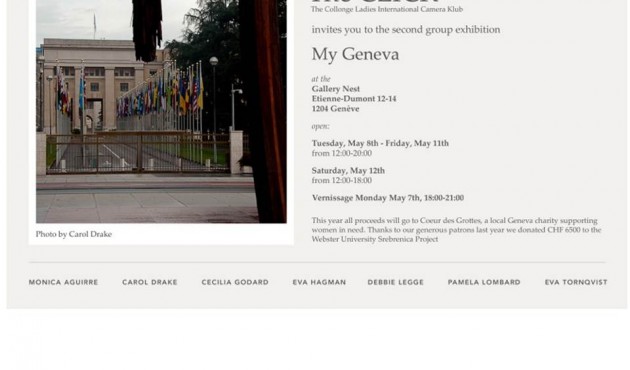 The CLICK
The Collonge Ladies International Camera Klub
invites you to the second group exhibition
My Geneva
at the
Gallery Nest
Etienne-Dumont 12-14
1204 Genève
open:
Tuesday, May 8th - Friday, May 11th
from 12:00-20:00
Saturday, May 12th
from 12:00-18:00
Vernissage Monday May 7th, 18:00-21:00
This year all proceeds will go to Coeur des Grottes, a local Geneva charity supporting
women in need. Thanks to our generous patrons last year we donated CHF 6500 to the
Webster University Srebrenica Project
Photo by Carol Drake
MONICA AGUIRRE CAROL DRAKE CECILIA GODARD EVA HAGMAN DEBBIE LEGGE PAMELA LOMBARD EVA TORNQVIST